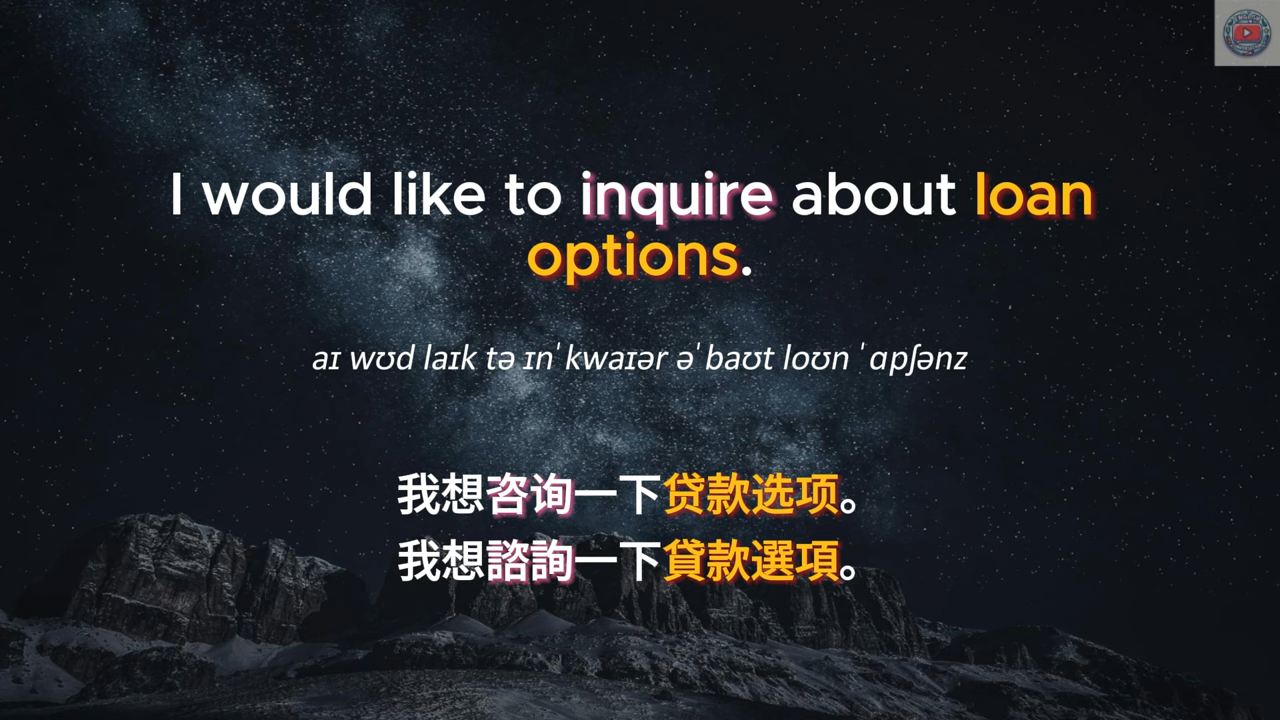 I would like to inquire about loan
options.
aɪ wʊd laɪk tə ɪnˈkwaɪər əˈbaʊt loʊn ˈɑpʃənz
我想咨询一下贷款选项。
我想諮詢一下貸款選項。